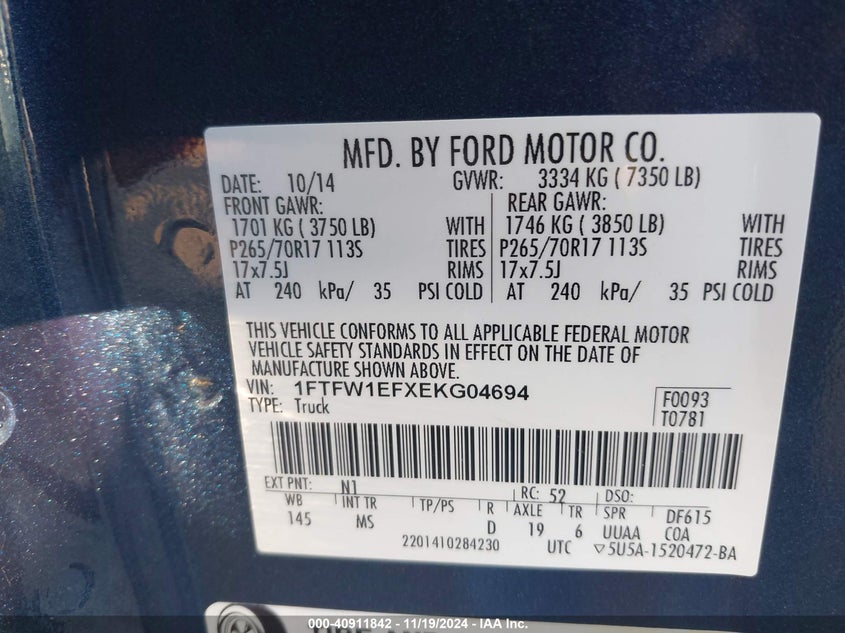 MFD. BY FORD MOTOR CO.
DATE: 10/14 GVWR: 3334 KG ( 7350 LB)
FRONT GAWR: REAR GAWR:
1701 KG ( 3750 LB) WITH 1746 KG ( 3850 LB) WITH
P265/70R17 113S TIRES P265/70R17 113S TIRES
17x7.5J RIMS 17x7.5J RIMS
AT 240 kPa/ 35 PSI COLD AT 240 kPa/ 35 PSI COLD
THIS VEHICLE CONFORMS TO ALL APPLICABLE FEDERAL MOTOR
VEHICLE SAFETY STANDARDS IN EFFECT ON THE DATE OF
MANUFACTURE SHOWN ABOVE.
VIN: 1FTFW1EFXEKG04694 F0093
TYPE: Truck T0781
EXT PNT: N1 RC: 52 DSO:
WB INT TR TP/PS R AXLE TR SPR DF615
145 MS D 19 6 UUAA COA
2201410284230 UTC ▽5U5A-1520472-BA
000-40911842 - 11/19/2024 - IAA Inc.